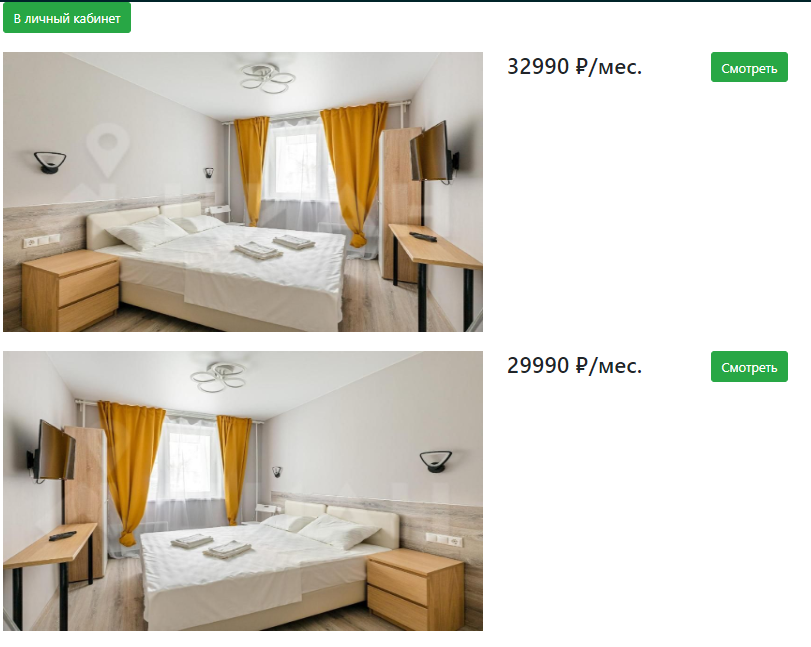 В личный кабинет
32990 ₽/мес.
Смотреть
29990 ₽/мес.
Смотреть